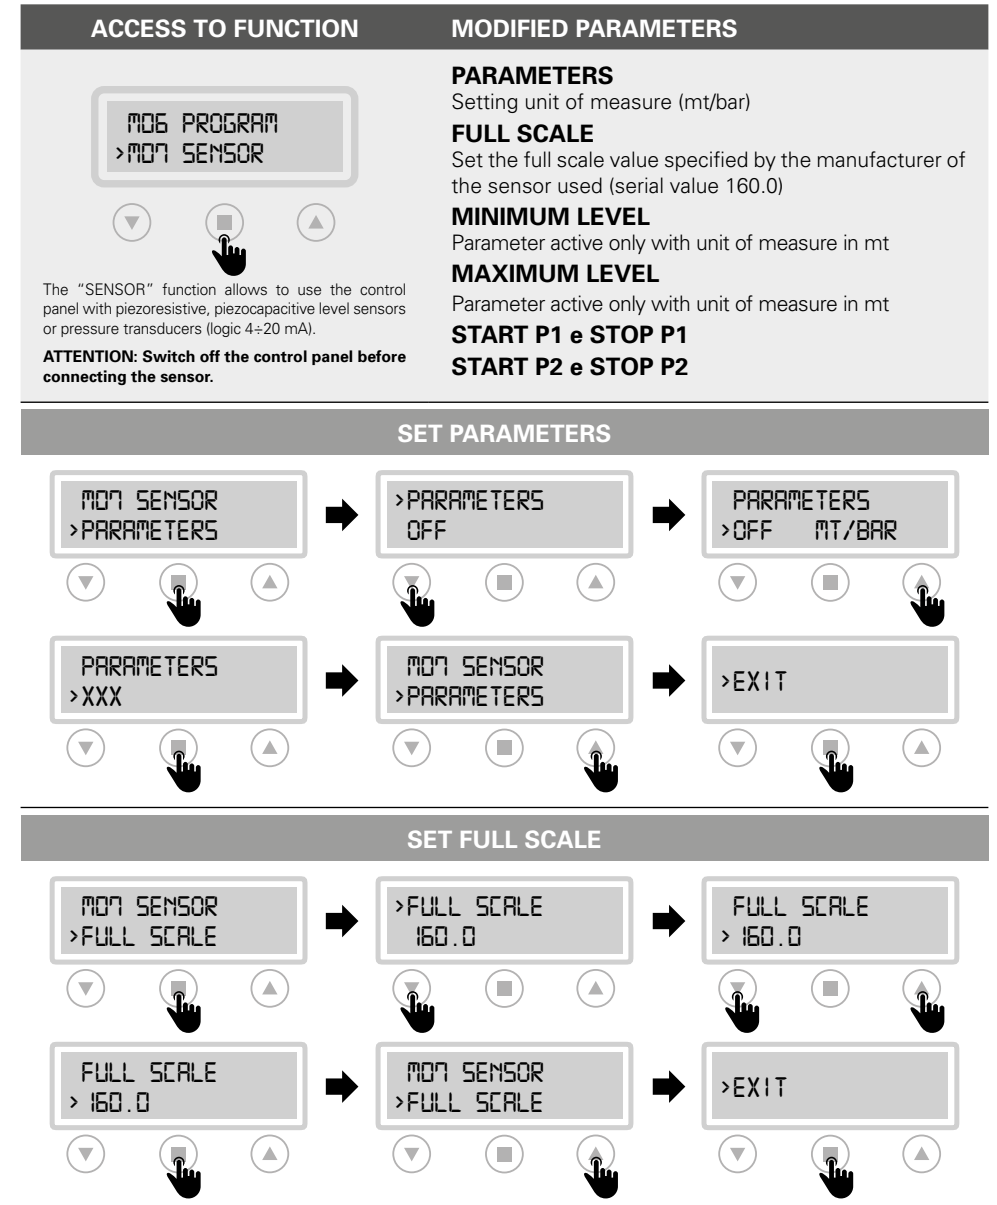 ACCESS TO FUNCTION
MODIFIED PARAMETERS
M06 PROGRAM
>M07 SENSOR
The “SENSOR” function allows to use the control
panel with piezoresistive, piezocapacitive level sensors
or pressure transducers (logic 4÷20 mA).
ATTENTION: Switch off the control panel before
connecting the sensor.
PARAMETERS
Setting unit of measure (mt/bar)
FULL SCALE
Set the full scale value specified by the manufacturer of
the sensor used (serial value 160.0)
MINIMUM LEVEL
Parameter active only with unit of measure in mt
MAXIMUM LEVEL
Parameter active only with unit of measure in mt
START P1 e STOP P1
START P2 e STOP P2
SET PARAMETERS
M07 SENSOR
>PARAMETERS
>PARAMETERS
OFF
PARAMETERS
>OFF MT/BAR
PARAMETERS
>XXX
M07 SENSOR
>PARAMETERS
>EXIT
SET FULL SCALE
M07 SENSOR
>FULL SCALE
>FULL SCALE
160.0
FULL SCALE
> 160.0
FULL SCALE
> 160.0
M07 SENSOR
>FULL SCALE
>EXIT